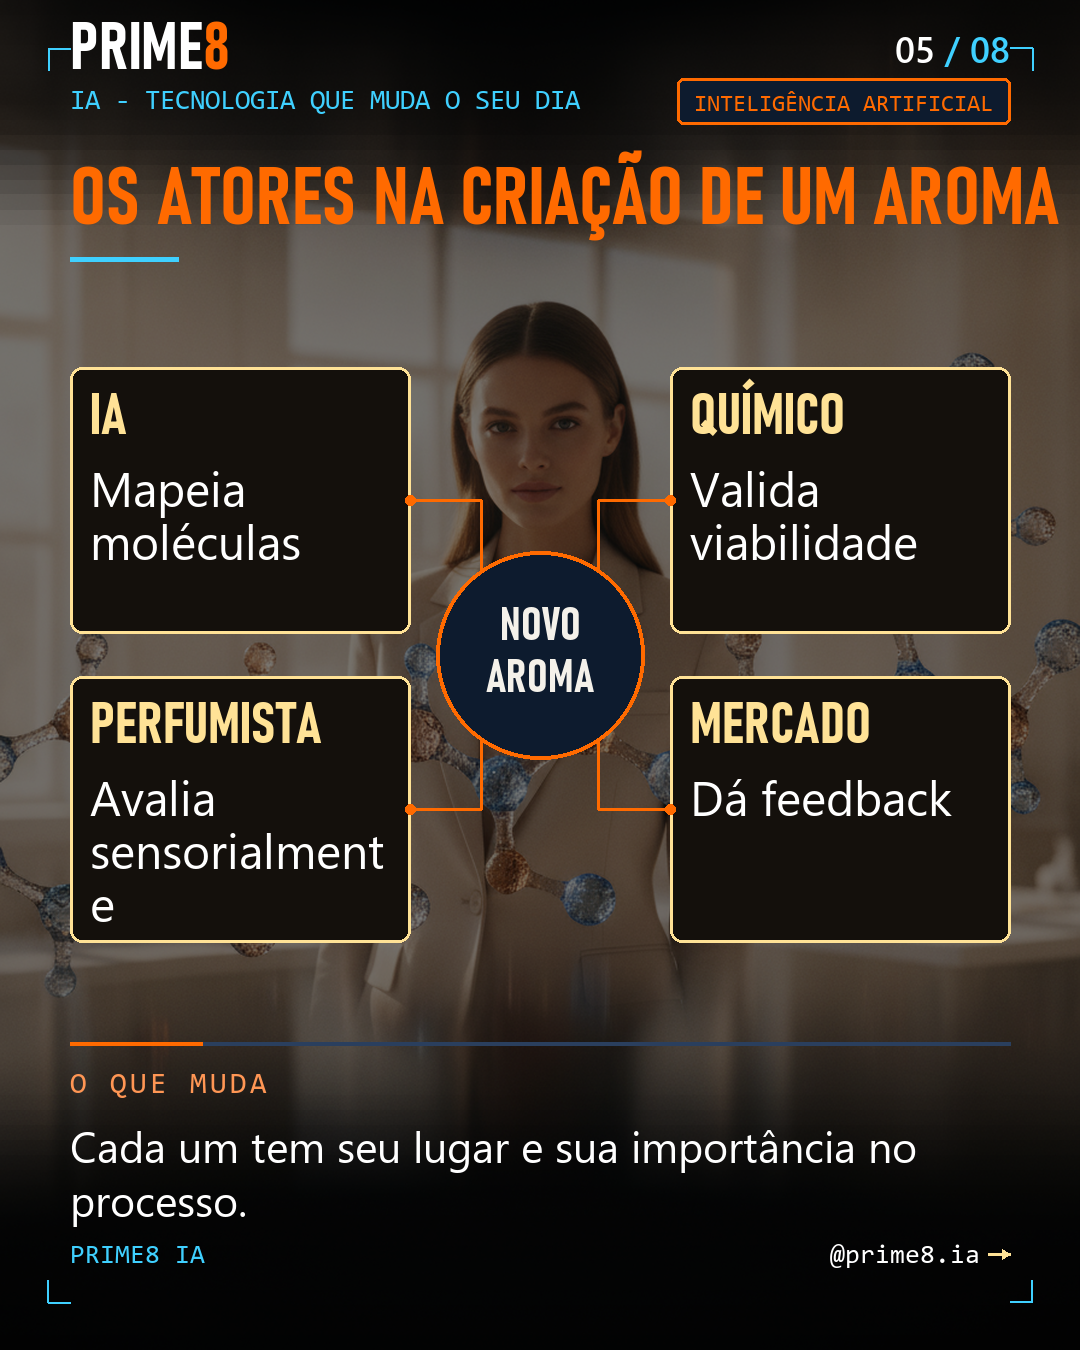 PRIME8
05 / 08
IA - TECNOLOGIA QUE MUDA O SEU DIA
INTELIGÊNCIA ARTIFICIAL
OS ATORES NA CRIAÇÃO DE UM AROMA
IA
Mapeia
moléculas
QUÍMICO
Valida
viabilidade
NOVO
AROMA
PERFUMISTA
Avalia
sensorialment
e
MERCADO
Dá feedback
O QUE MUDA
Cada um tem seu lugar e sua importância no
processo.
PRIME8 IA
@prime8.ia